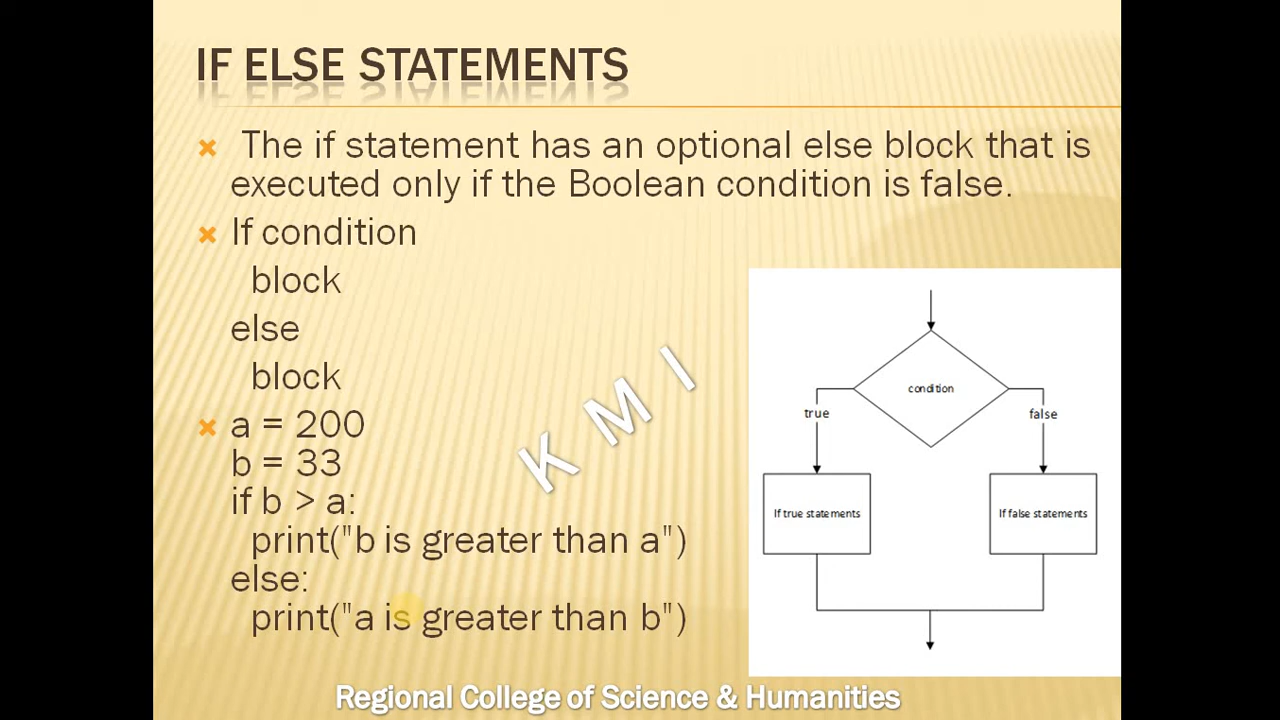 IF ELSE STATEMENTS
The if statement has an optional else block that is
executed only if the Boolean condition is false.
If condition
block
else
block
a = 200
b = 33
if b > a:
print("b is greater than a")
else:
print("a is greater than b")
condition
true
false
If true statements
If false statements
K M I
Regional College of Science & Humanities